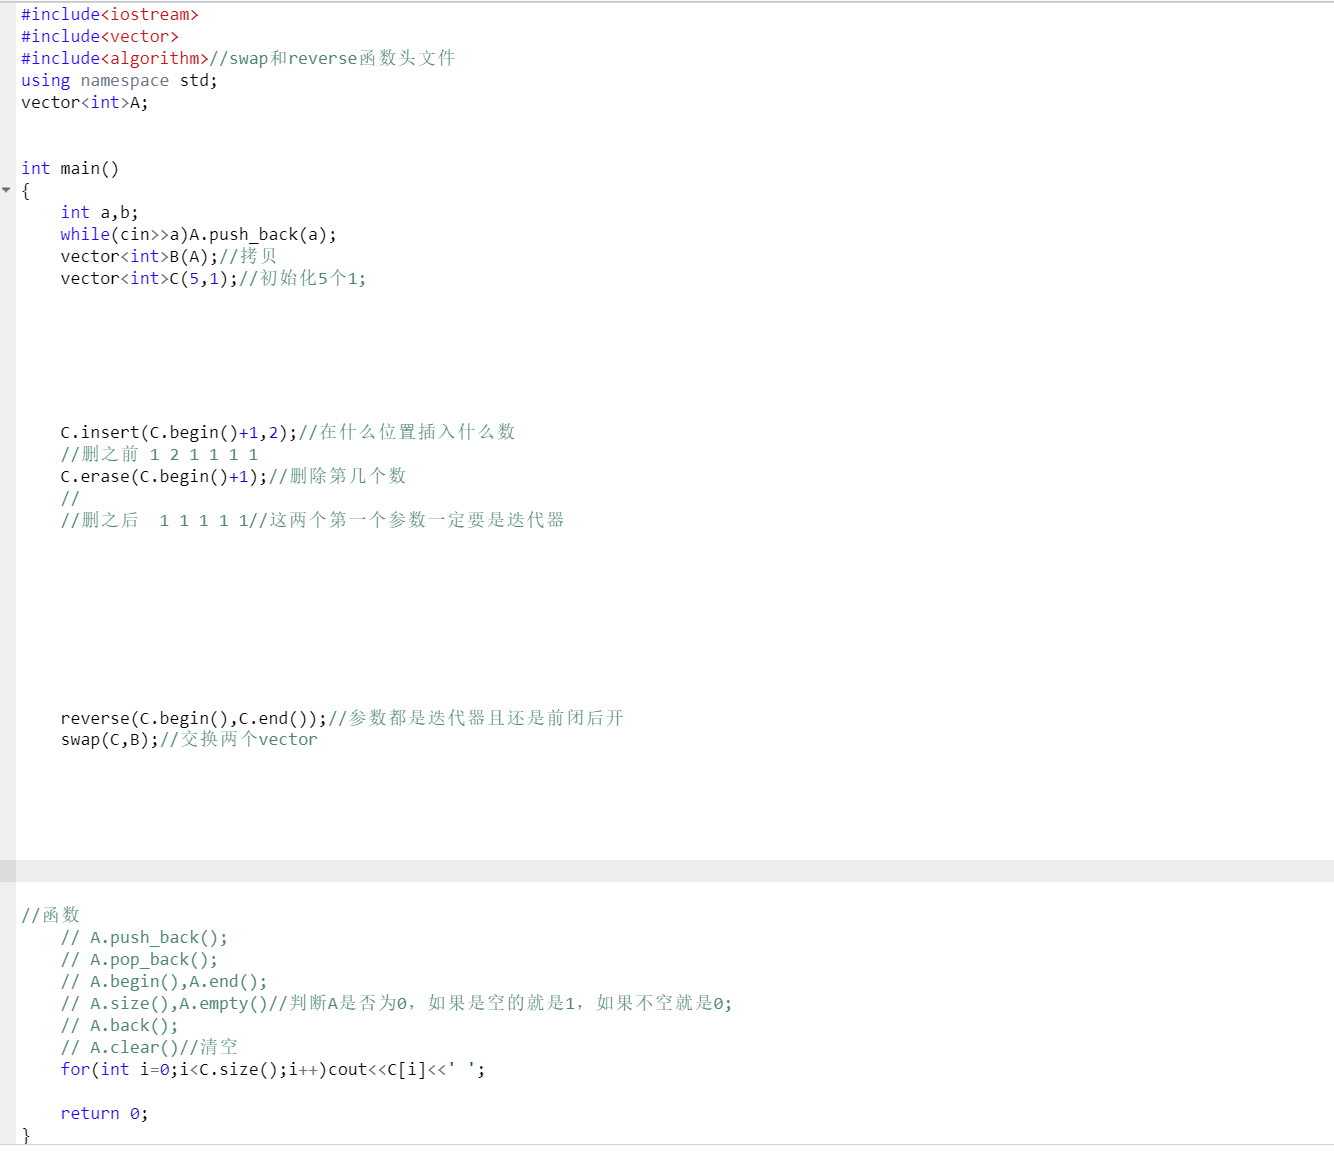 #include<iostream>
#include<vector>
#include<algorithm>//swap和reverse函数头文件
using namespace std;
vector<int>A;
int main()
{
    int a,b;
    while(cin>>a)A.push_back(a);
    vector<int>B(A);//拷贝
    vector<int>C(5,1);//初始化5个1;
    C.insert(C.begin()+1,2);//在什么位置插入什么数
    //删之前 1 2 1 1 1 1
    C.erase(C.begin()+1);//删除第几个数
    //
    //删之后  1 1 1 1 1//这两个第一个参数一定要是迭代器
    reverse(C.begin(),C.end());//参数都是迭代器且还是前闭后开
    swap(C,B);//交换两个vector
//函数
    // A.push_back();
    // A.pop_back();
    // A.begin(),A.end();
    // A.size(),A.empty()//判断A是否为0，如果是空的就是1，如果不空就是0;
    // A.back();
    // A.clear()//清空
    for(int i=0;i<C.size();i++)cout<<C[i]<<' ';
    return 0;
}